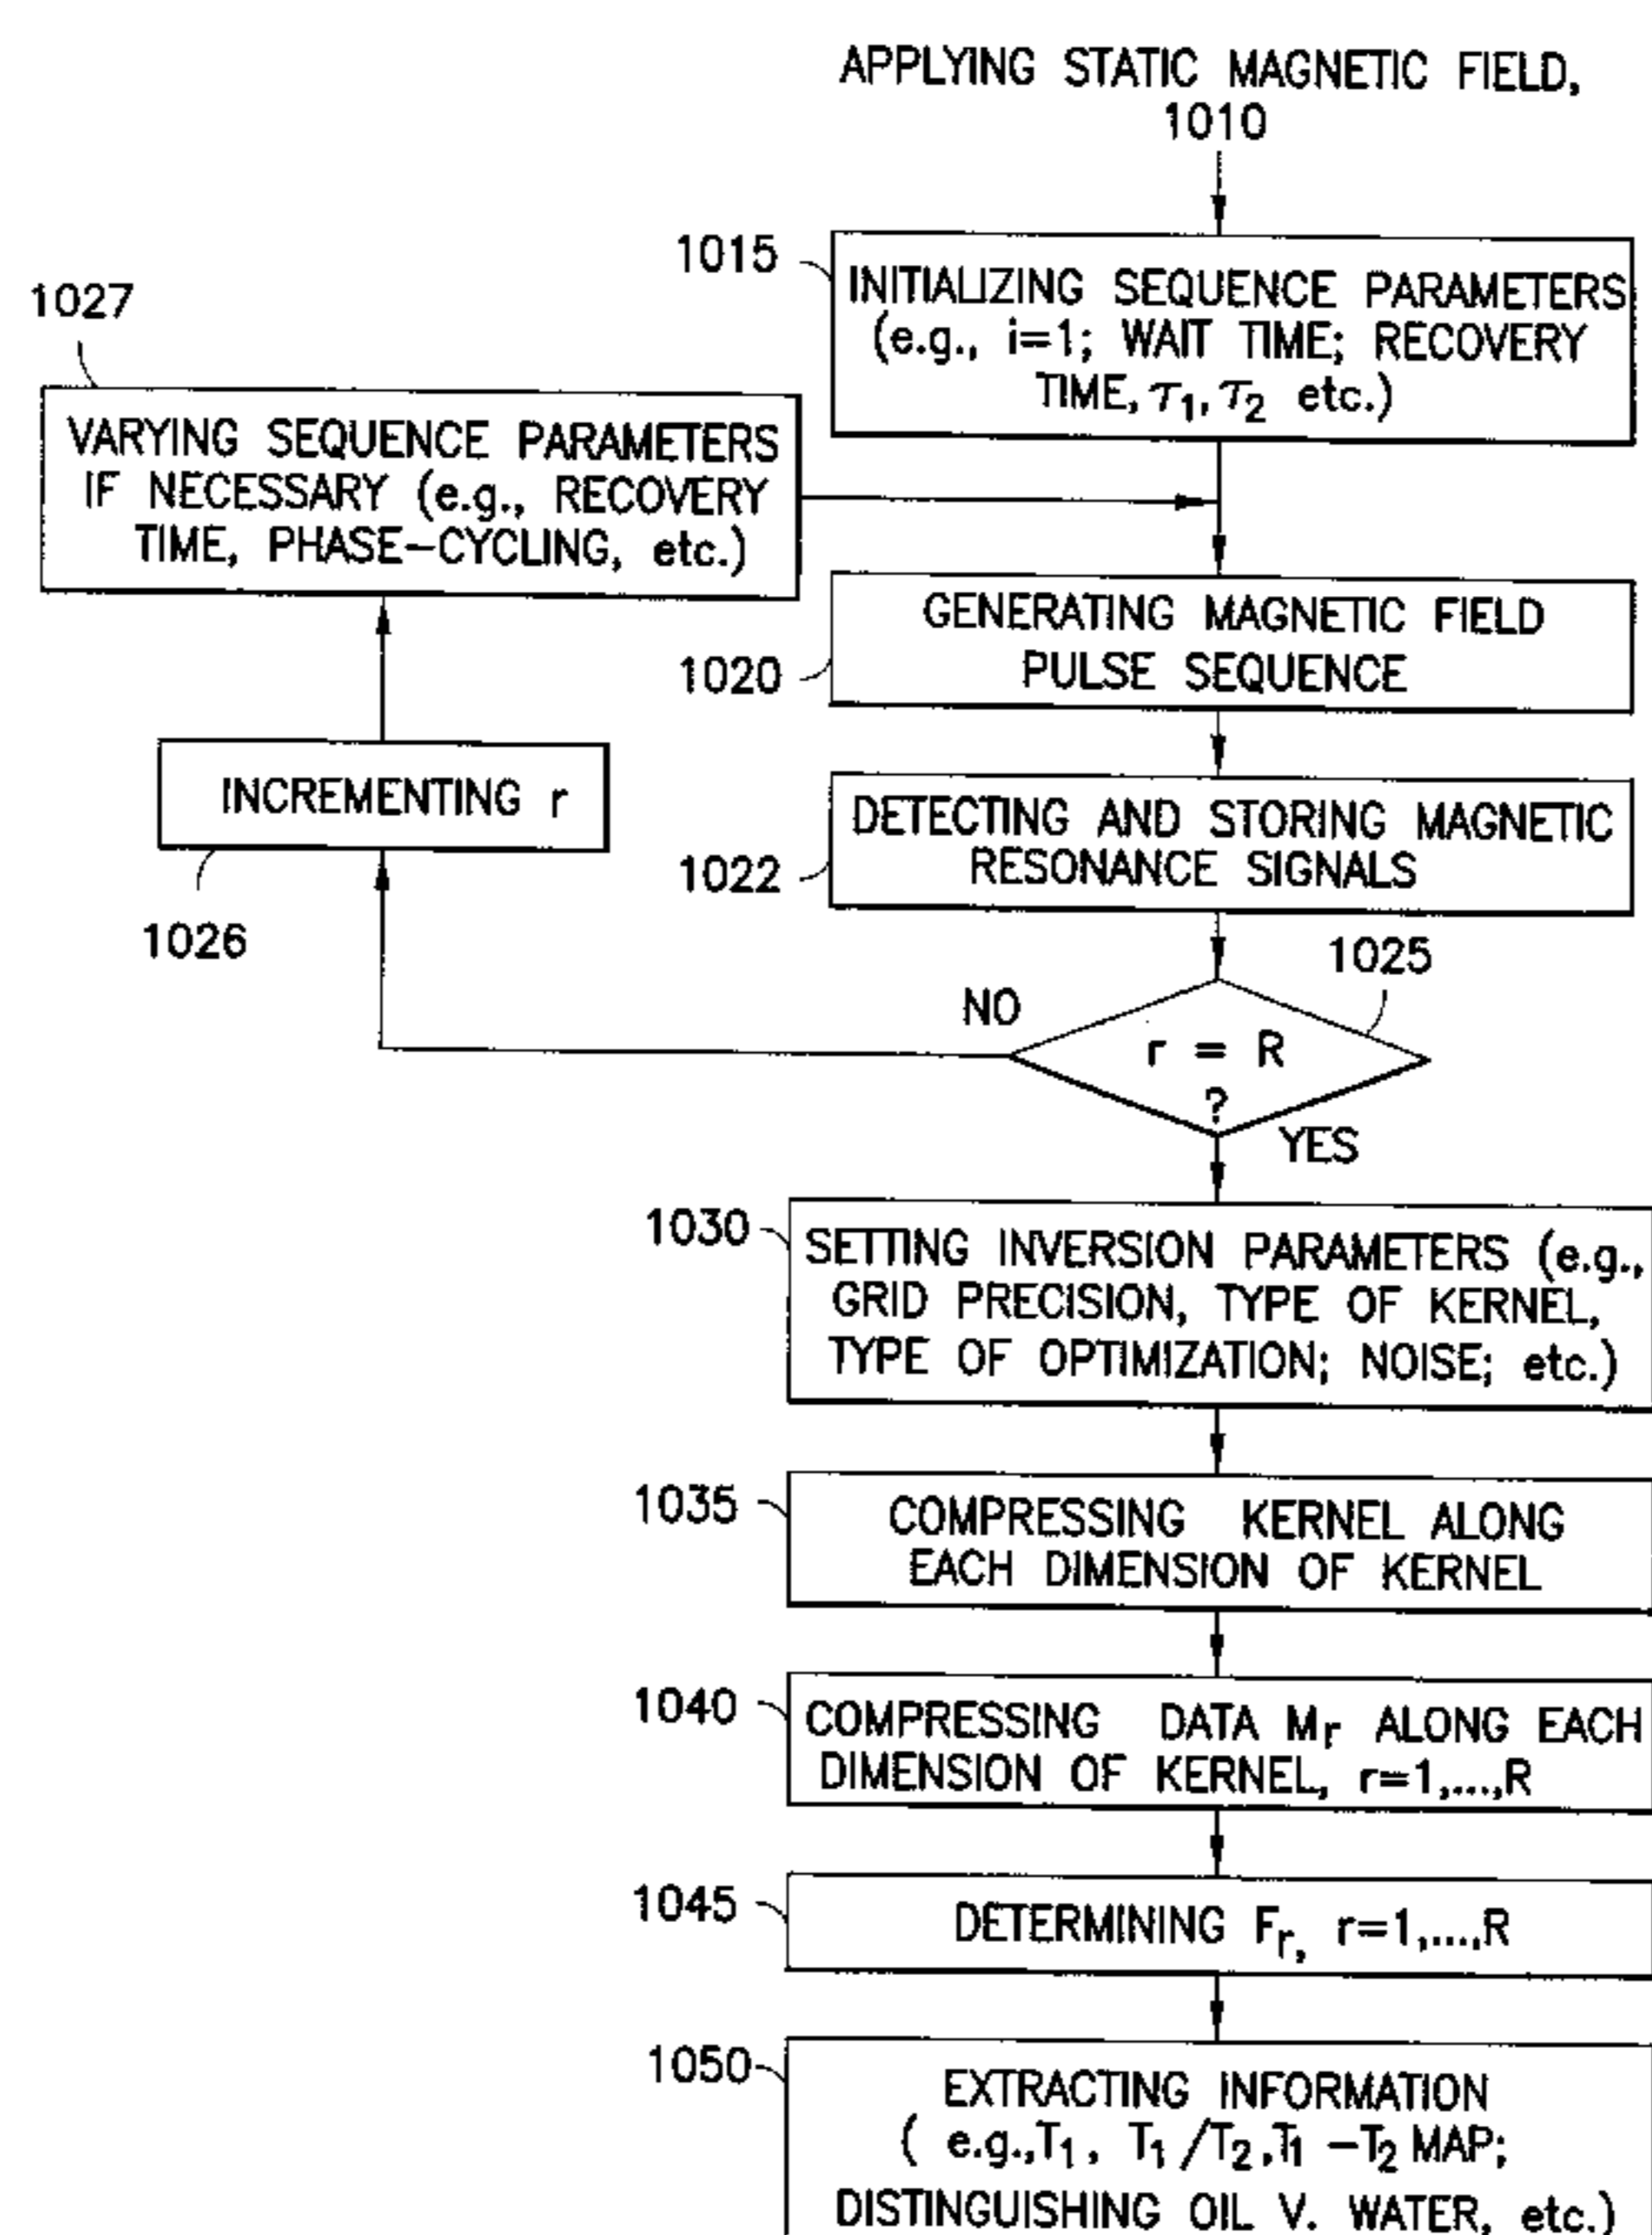 APPLYING STATIC MAGNETIC FIELD,
1010
1015
INITIALIZING SEQUENCE PARAMETERS
(e.g., i=1; WAIT TIME; RECOVERY
TIME, τ1, τ2 etc.)
1027
VARYING SEQUENCE PARAMETERS
IF NECESSARY (e.g., RECOVERY
TIME, PHASE-CYCLING, etc.)
GENERATING MAGNETIC FIELD
PULSE SEQUENCE
1020
INCREMENTING r
1026
DETECTING AND STORING MAGNETIC
RESONANCE SIGNALS
1022
1025
NO
r = R
?
YES
1030
SETTING INVERSION PARAMETERS (e.g.,
GRID PRECISION, TYPE OF KERNEL,
TYPE OF OPTIMIZATION; NOISE; etc.)
1035
COMPRESSING KERNEL ALONG
EACH DIMENSION OF KERNEL
1040
COMPRESSING DATA Mr ALONG EACH
DIMENSION OF KERNEL, r=1,...,R
1045
DETERMINING Fr, r=1,...,R
1050
EXTRACTING INFORMATION
( e.g.,T1, T1/T2,T1-T2 MAP;
DISTINGUISHING OIL V. WATER, etc.)